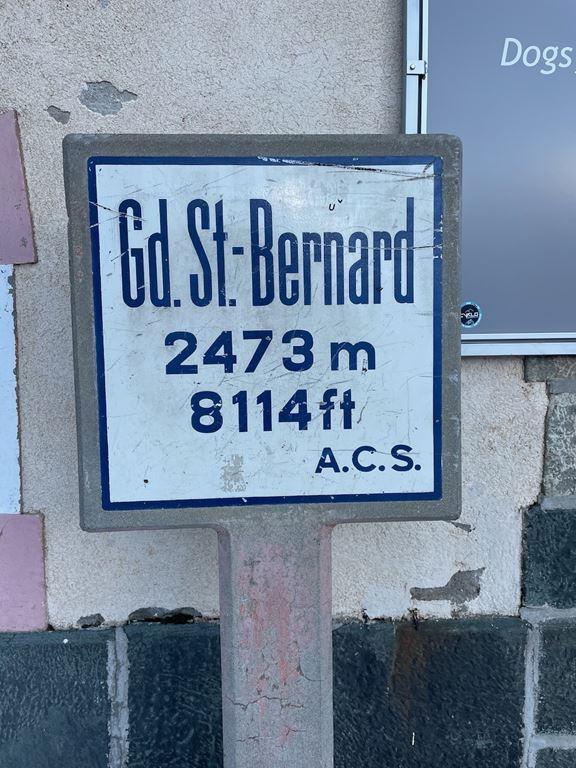 Dogs
Gd. St.-Bernard
2473 m
8114 ft
A.C.S.